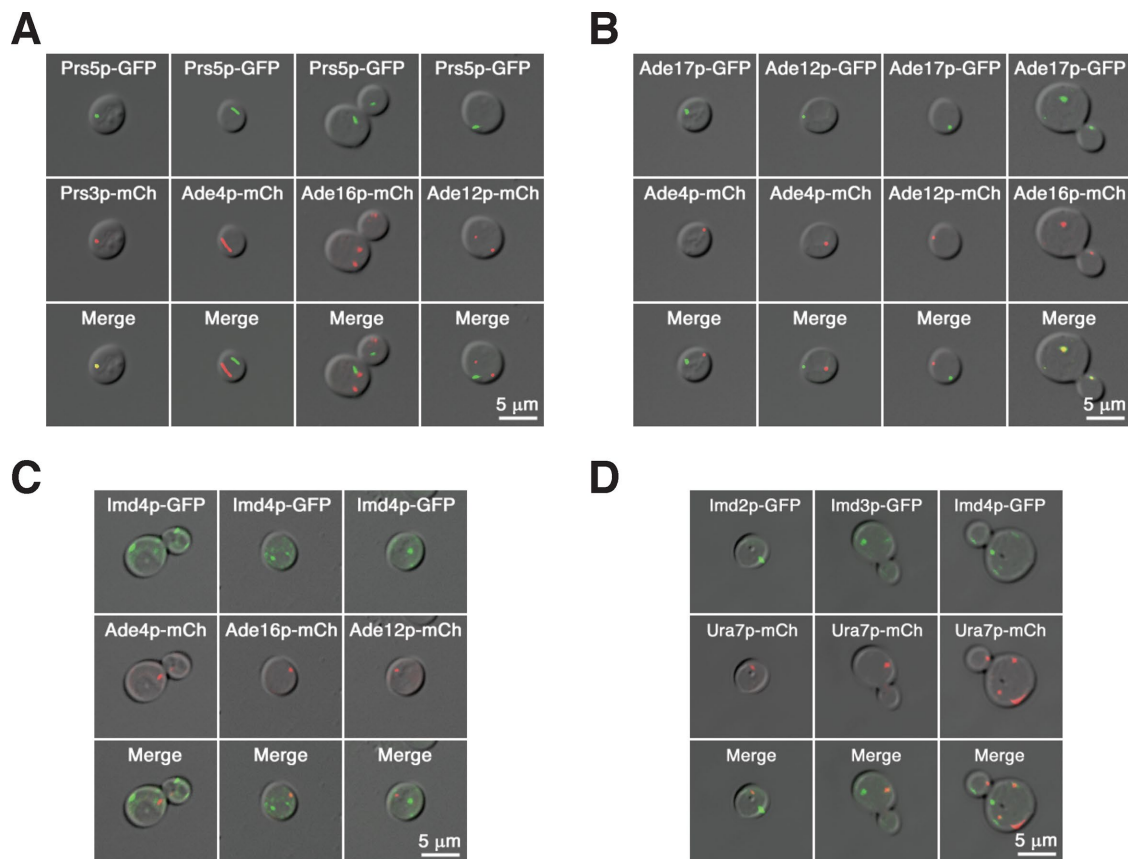 A
B
Prs5p-GFP Prs5p-GFP Prs5p-GFP Prs5p-GFP
Ade17p-GFP Ade12p-GFP Ade17p-GFP Ade17p-GFP
Prs3p-mCh Ade4p-mCh Ade16p-mCh Ade12p-mCh
Ade4p-mCh Ade4p-mCh Ade12p-mCh Ade16p-mCh
Merge Merge Merge Merge
Merge Merge Merge Merge
5 μm
5 μm
C
D
Imd4p-GFP Imd4p-GFP Imd4p-GFP
Imd2p-GFP Imd3p-GFP Imd4p-GFP
Ade4p-mCh Ade16p-mCh Ade12p-mCh
Ura7p-mCh Ura7p-mCh Ura7p-mCh
Merge Merge Merge
Merge Merge Merge
5 μm
5 μm